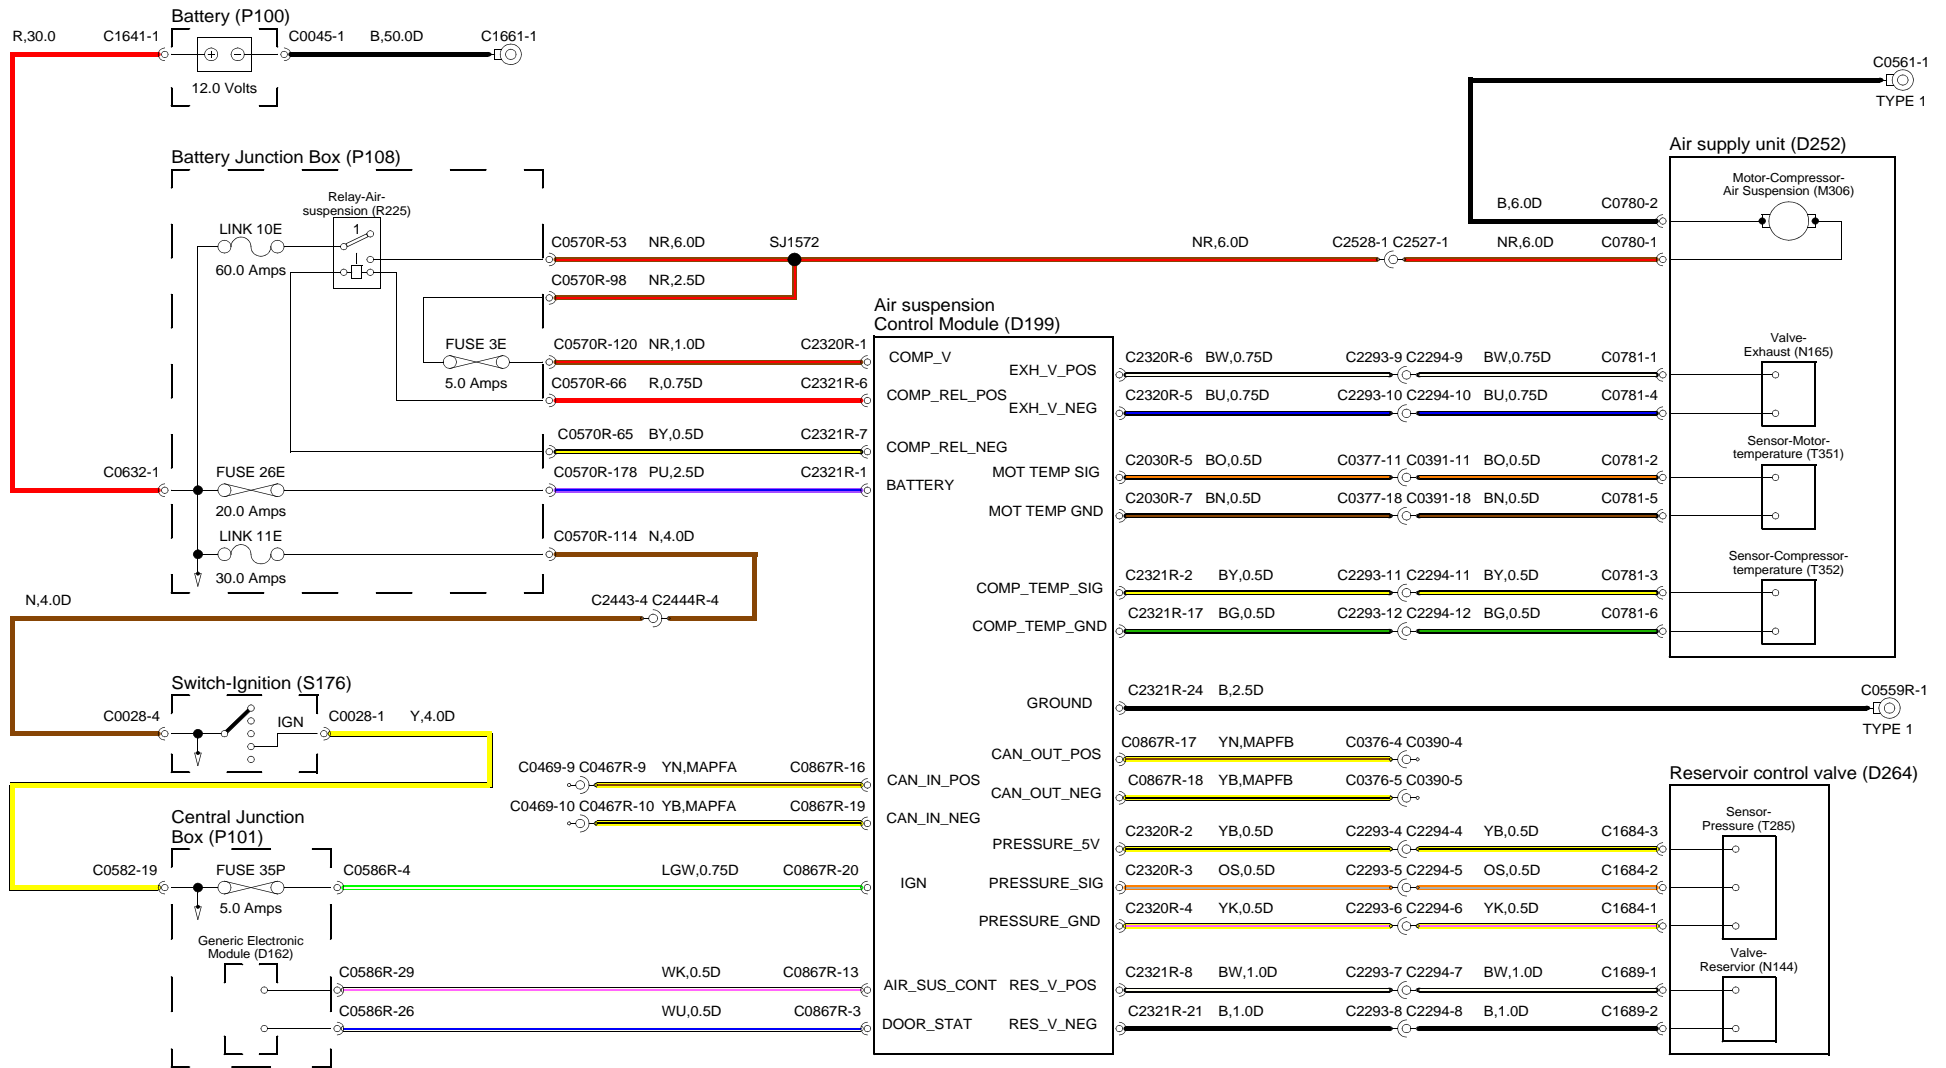 Battery (P100)
R,30.0 C1641-1 C0045-1 B,50.0D C1661-1
12.0 Volts
C0561-1
TYPE 1
Battery Junction Box (P108)
Relay-Air-
suspension (R225)
LINK 10E 1
60.0 Amps
C0570R-53 NR,6.0D SJ1572 NR,6.0D C2528-1 C2527-1 NR,6.0D C0780-1
C0570R-98 NR,2.5D
FUSE 3E
5.0 Amps
C0570R-120 NR,1.0D C2320R-1
C0570R-66 R,0.75D C2321R-6
C0570R-65 BY,0.5D C2321R-7
C0632-1 FUSE 26E C0570R-178 PU,2.5D C2321R-1
20.0 Amps
LINK 11E C0570R-114 N,4.0D
30.0 Amps
N,4.0D C2443-4 C2444R-4
Switch-Ignition (S176)
C0028-4 IGN C0028-1 Y,4.0D
C0469-9 C0467R-9 YN,MAPFA C0867R-16
C0469-10 C0467R-10 YB,MAPFA C0867R-19
Central Junction
Box (P101)
C0582-19 FUSE 35P C0586R-4 LGW,0.75D C0867R-20
5.0 Amps
Generic Electronic
Module (D162)
C0586R-29 WK,0.5D C0867R-13
C0586R-26 WU,0.5D C0867R-3
Air suspension
Control Module (D199)
COMP_V
EXH_V_POS
COMP_REL_POS
EXH_V_NEG
COMP_REL_NEG
MOT TEMP SIG
BATTERY
MOT TEMP GND
COMP_TEMP_SIG
COMP_TEMP_GND
GROUND
CAN_OUT_POS
CAN_IN_POS
CAN_OUT_NEG
CAN_IN_NEG
PRESSURE_5V
IGN PRESSURE_SIG
PRESSURE_GND
AIR_SUS_CONT RES_V_POS
DOOR_STAT RES_V_NEG
Air supply unit (D252)
Motor-Compressor-
Air Suspension (M306)
B,6.0D C0780-2
Valve-
Exhaust (N165)
C2320R-6 BW,0.75D C2293-9 C2294-9 BW,0.75D C0781-1
C2320R-5 BU,0.75D C2293-10 C2294-10 BU,0.75D C0781-4
Sensor-Motor-
temperature (T351)
C2030R-5 BO,0.5D C0377-11 C0391-11 BO,0.5D C0781-2
C2030R-7 BN,0.5D C0377-18 C0391-18 BN,0.5D C0781-5
Sensor-Compressor-
temperature (T352)
C2321R-2 BY,0.5D C2293-11 C2294-11 BY,0.5D C0781-3
C2321R-17 BG,0.5D C2293-12 C2294-12 BG,0.5D C0781-6
C2321R-24 B,2.5D C0559R-1
TYPE 1
C0867R-17 YN,MAPFB C0376-4 C0390-4
C0867R-18 YB,MAPFB C0376-5 C0390-5
Reservoir control valve (D264)
Sensor-
Pressure (T285)
C2320R-2 YB,0.5D C2293-4 C2294-4 YB,0.5D C1684-3
C2320R-3 OS,0.5D C2293-5 C2294-5 OS,0.5D C1684-2
C2320R-4 YK,0.5D C2293-6 C2294-6 YK,0.5D C1684-1
Valve-
Reservior (N144)
C2321R-8 BW,1.0D C2293-7 C2294-7 BW,1.0D C1689-1
C2321R-21 B,1.0D C2293-8 C2294-8 B,1.0D C1689-2